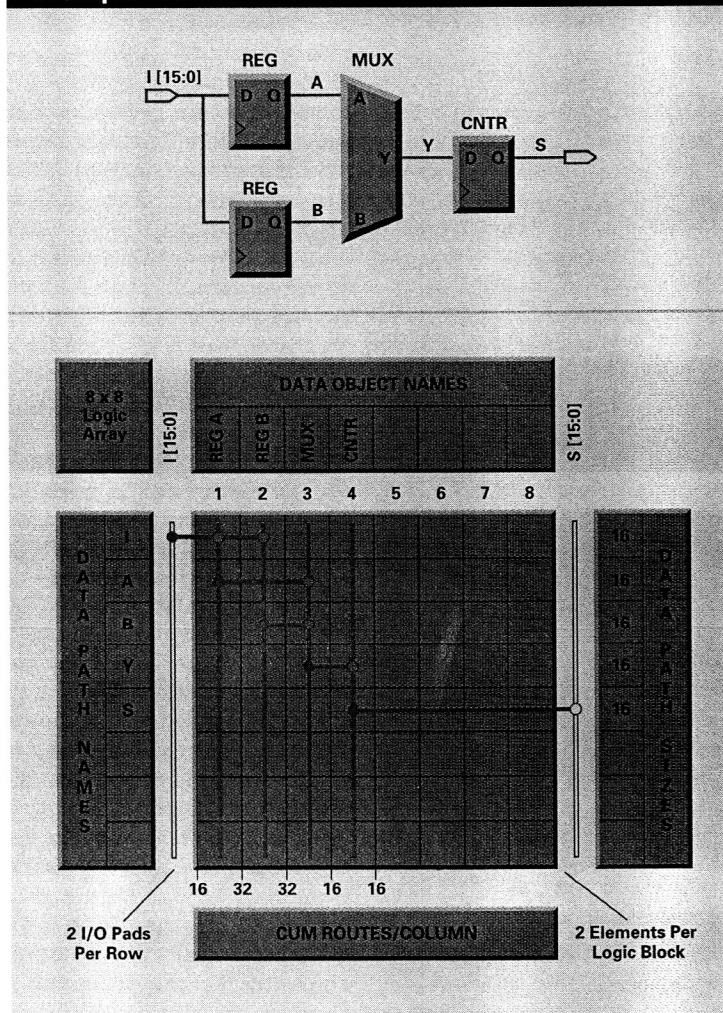 REG
MUX
I [15:0]
D Q
A
A
CNTR
Y
Y
D Q
S
REG
D Q
B
B
8 x 8
Logic
Array
I [15:0]
DATA OBJECT NAMES
REG A
REG B
MUX
CNTR
S [15:0]
1 2 3 4 5 6 7 8
DATA PATH NAMES
I
A
B
Y
S
16
16
16
16
16
DATA PATH SIZES
16 32 32 16 16
2 I/O Pads
Per Row
CUM ROUTES/COLUMN
2 Elements Per
Logic Block